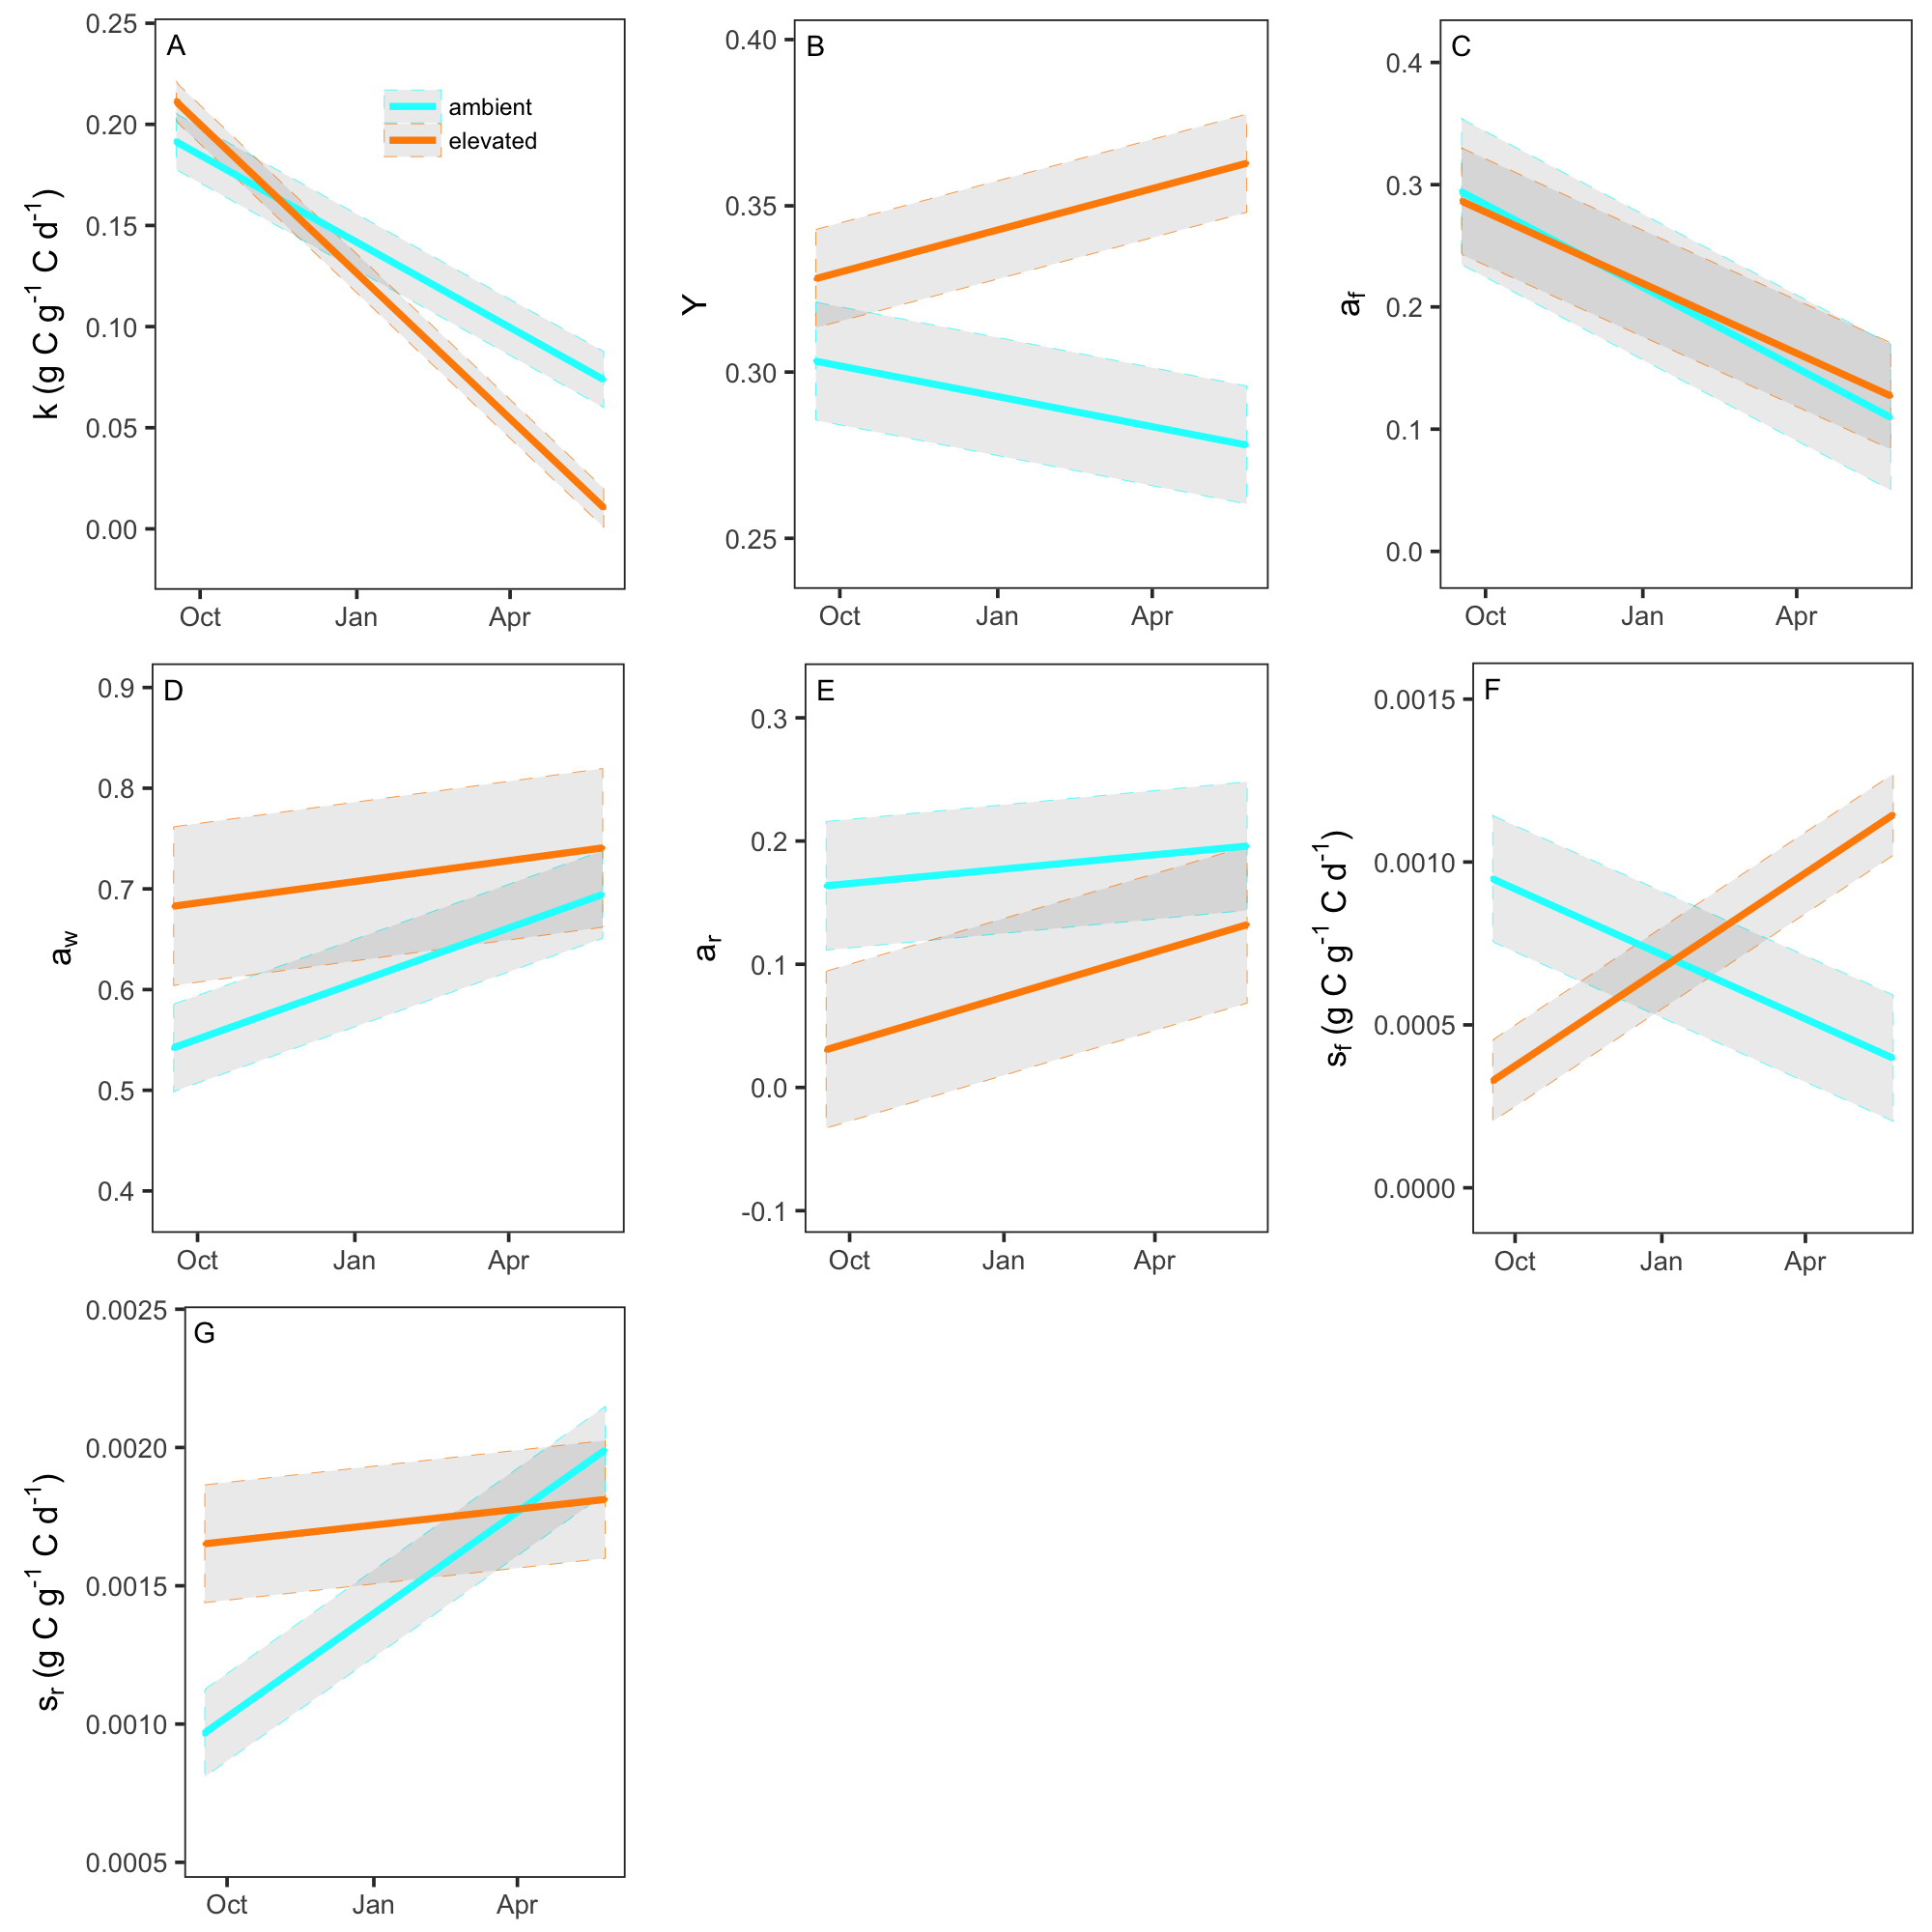 A
ambient
elevated
0.25
0.20
0.15
0.10
0.05
0.00
k (g C g⁻¹ C d⁻¹)
Oct Jan Apr
B
0.40
0.35
0.30
0.25
Y
Oct Jan Apr
C
0.4
0.3
0.2
0.1
0.0
a_f
Oct Jan Apr
D
0.9
0.8
0.7
0.6
0.5
0.4
a_w
Oct Jan Apr
E
0.3
0.2
0.1
0.0
-0.1
a_r
Oct Jan Apr
F
0.0015
0.0010
0.0005
0.0000
s_f (g C g⁻¹ C d⁻¹)
Oct Jan Apr
G
0.0025
0.0020
0.0015
0.0010
0.0005
s_r (g C g⁻¹ C d⁻¹)
Oct Jan Apr